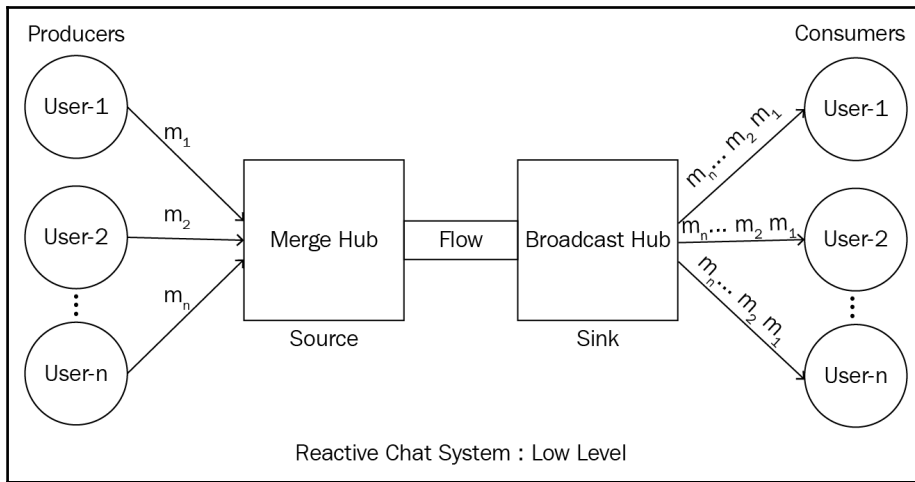 Producers
Consumers
User-1
m₁
mₙ... m₂ m₁
User-1
User-2
m₂
Merge Hub
Flow
Broadcast Hub
mₙ... m₂ m₁
User-2
User-n
mₙ
Source
Sink
mₙ... m₂ m₁
User-n
Reactive Chat System : Low Level